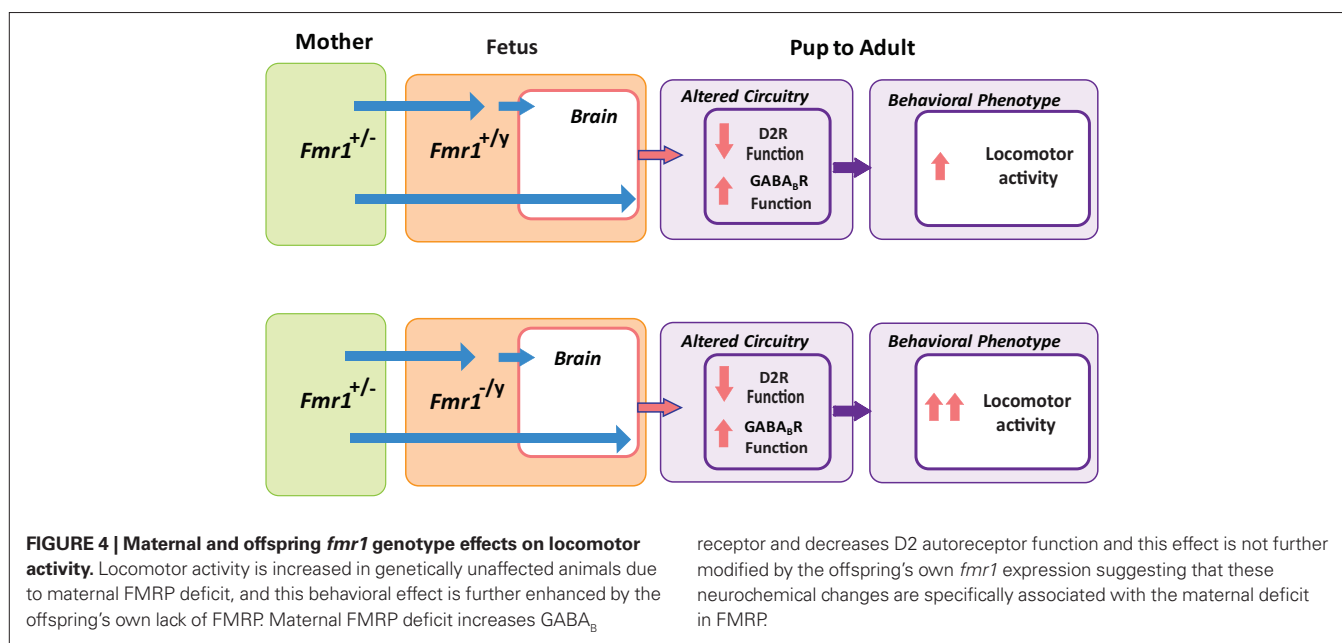 Mother
Fetus
Pup to Adult
Fmr1+/-
Fmr1+/y
Brain
Altered Circuitry
D2R
Function
GABABR
Function
Behavioral Phenotype
Locomotor
activity
Fmr1+/-
Fmr1-/y
Brain
Altered Circuitry
D2R
Function
GABABR
Function
Behavioral Phenotype
Locomotor
activity
FIGURE 4 | Maternal and offspring fmr1 genotype effects on locomotor
activity. Locomotor activity is increased in genetically unaffected animals due
to maternal FMRP deficit, and this behavioral effect is further enhanced by the
offspring's own lack of FMRP. Maternal FMRP deficit increases GABAB
receptor and decreases D2 autoreceptor function and this effect is not further
modified by the offspring's own fmr1 expression suggesting that these
neurochemical changes are specifically associated with the maternal deficit
in FMRP.